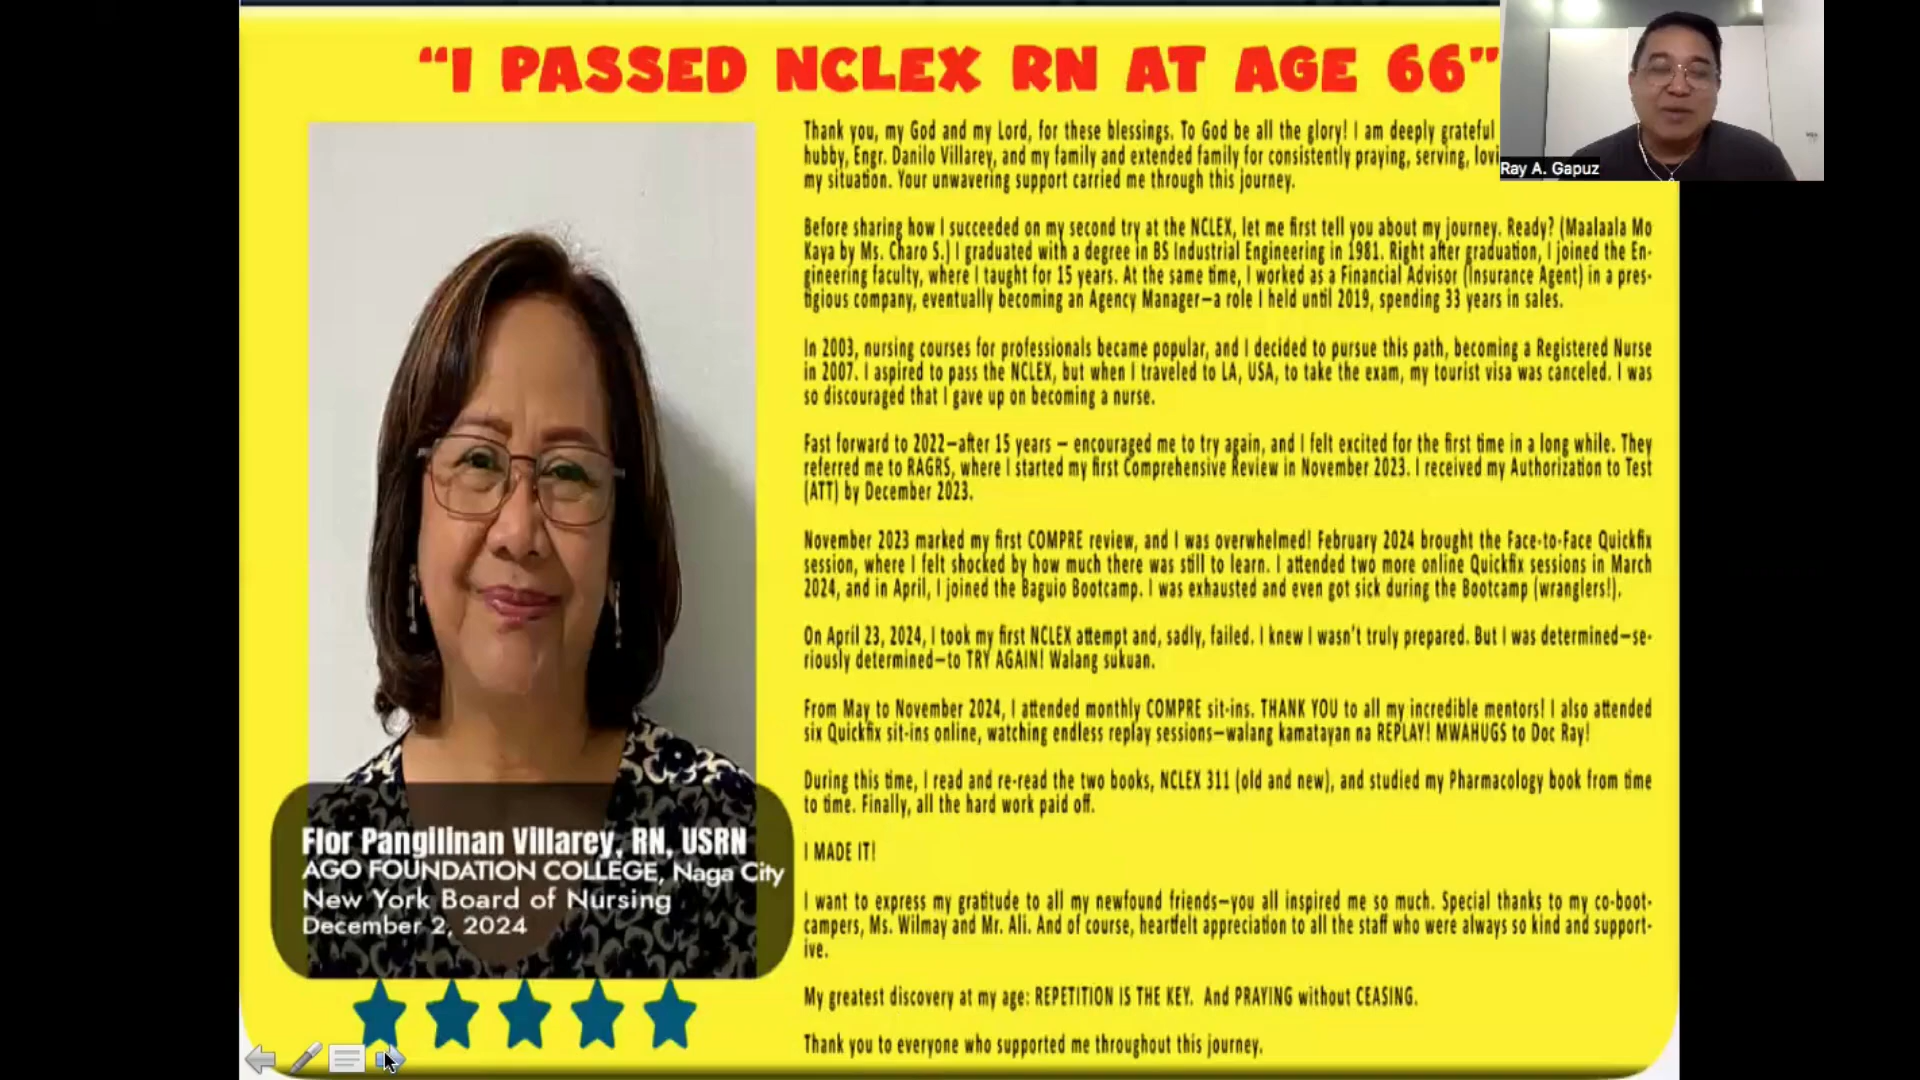 “I PASSED NCLEX RN AT AGE 66”
Ray A. Gapuz
Thank you, my God and my Lord, for these blessings. To God be all the glory! I am deeply grateful
hubby, Engr. Danilo Villarey, and my family and extended family for consistently praying, serving,
my situation. Your unwavering support carried me through this journey.
Before sharing how I succeeded on my second try at the NCLEX, let me first tell you about my journey. Ready? (Maalaala Mo
Kaya by Ms. Charo S.) I graduated with a degree in BS Industrial Engineering in 1981. Right after graduation, I joined the En-
gineering faculty, where I taught for 15 years. At the same time, I worked as a Financial Advisor (Insurance Agent) in a pres-
tigious company, eventually becoming an Agency Manager—a role I held until 2019, spending 33 years in sales.
In 2003, nursing courses for professionals became popular, and I decided to pursue this path, becoming a Registered Nurse
in 2007. I aspired to pass the NCLEX, but when I traveled to LA, USA, to take the exam, my tourist visa was canceled. I was
so discouraged that I gave up on becoming a nurse.
Fast forward to 2022—after 15 years — encouraged me to try again, and I felt excited for the first time in a long while. They
referred me to RAGRS, where I started my first Comprehensive Review in November 2023. I received my Authorization to Test
(ATT) by December 2023.
November 2023 marked my first COMPRE review, and I was overwhelmed! February 2024 brought the Face-to-Face Quickfix
session, where I felt shocked by how much there was still to learn. I attended two more online Quickfix sessions in March
2024, and in April, I joined the Baguio Bootcamp. I was exhausted and even got sick during the Bootcamp (wranglers!).
On April 23, 2024, I took my first NCLEX attempt and, sadly, failed. I knew I wasn't truly prepared. But I was determined—se-
riously determined—to TRY AGAIN! Walang sukuan.
From May to November 2024, I attended monthly COMPRE sit-ins. THANK YOU to all my incredible mentors! I also attended
six Quickfix sit-ins online, watching endless replay sessions—walang kamatayan na REPLAY! MWAHUGS to Doc Ray!
During this time, I read and re-read the two books, NCLEX 311 (old and new), and studied my Pharmacology book from time
to time. Finally, all the hard work paid off.
I MADE IT!
I want to express my gratitude to all my newfound friends—you all inspired me so much. Special thanks to my co-boot-
campers, Ms. Wilmay and Mr. Ali. And of course, heartfelt appreciation to all the staff who were always so kind and support-
ive.
My greatest discovery at my age: REPETITION IS THE KEY. And PRAYING without CEASING.
Thank you to everyone who supported me throughout this journey.
Flor Pangilinan Villarey, RN, USRN
AGO FOUNDATION COLLEGE, Naga City
New York Board of Nursing
December 2, 2024